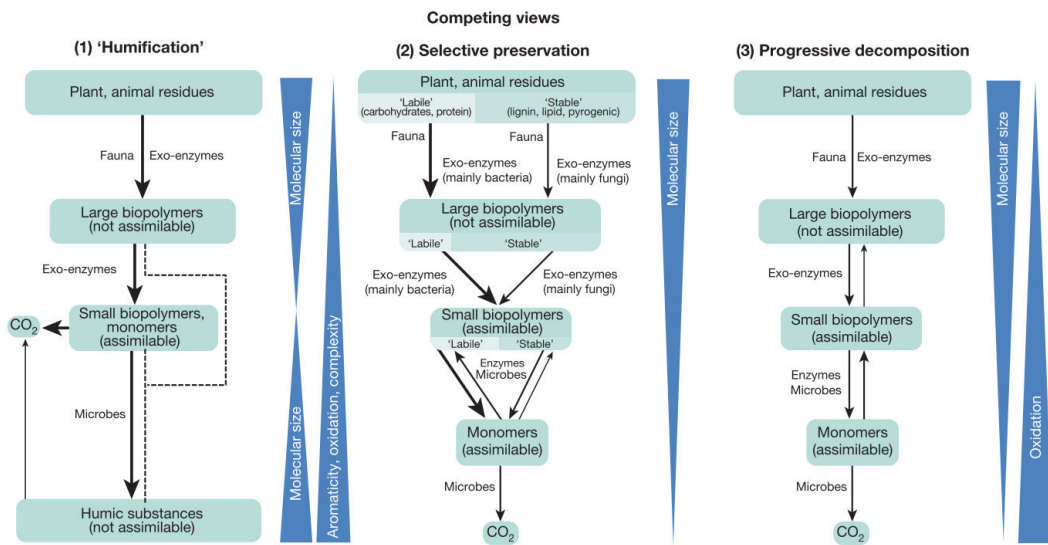 Competing views
(1) 'Humification'
Plant, animal residues
Fauna
Exo-enzymes
Large biopolymers
(not assimilable)
Exo-enzymes
Small biopolymers,
monomers
(assimilable)
CO2
Microbes
Humic substances
(not assimilable)
Molecular size
Molecular size
Aromaticity, oxidation, complexity
(2) Selective preservation
Plant, animal residues
'Labile'
(carbohydrates, protein)
'Stable'
(lignin, lipid, pyrogenic)
Fauna
Fauna
Exo-enzymes
(mainly bacteria)
Exo-enzymes
(mainly fungi)
Large biopolymers
(not assimilable)
'Labile'
'Stable'
Exo-enzymes
(mainly bacteria)
Exo-enzymes
(mainly fungi)
Small biopolymers
(assimilable)
'Labile'
'Stable'
Enzymes
Microbes
Monomers
(assimilable)
Microbes
CO2
Molecular size
(3) Progressive decomposition
Plant, animal residues
Fauna
Exo-enzymes
Large biopolymers
(not assimilable)
Exo-enzymes
Small biopolymers
(assimilable)
Enzymes
Microbes
Monomers
(assimilable)
Microbes
CO2
Molecular size
Oxidation